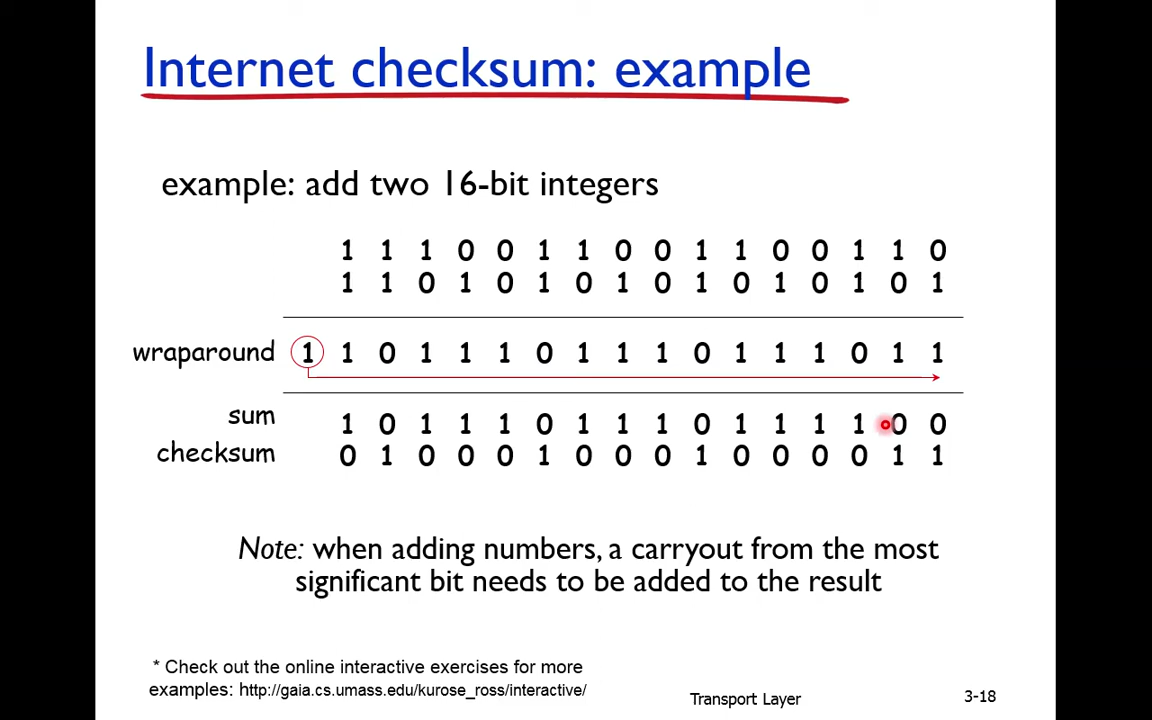 Internet checksum: example
example: add two 16-bit integers
1 1 1 0 0 1 1 0 0 1 1 0 0 1 1 0
1 1 0 1 0 1 0 1 0 1 0 1 0 1 0 1
wraparound 1 1 0 1 1 1 0 1 1 1 0 1 1 1 0 1 1
sum 1 0 1 1 1 0 1 1 1 0 1 1 1 1 0 0
checksum 0 1 0 0 0 1 0 0 0 1 0 0 0 0 1 1
Note: when adding numbers, a carryout from the most
significant bit needs to be added to the result
* Check out the online interactive exercises for more
examples: http://gaia.cs.umass.edu/kurose_ross/interactive/
Transport Layer 3-18